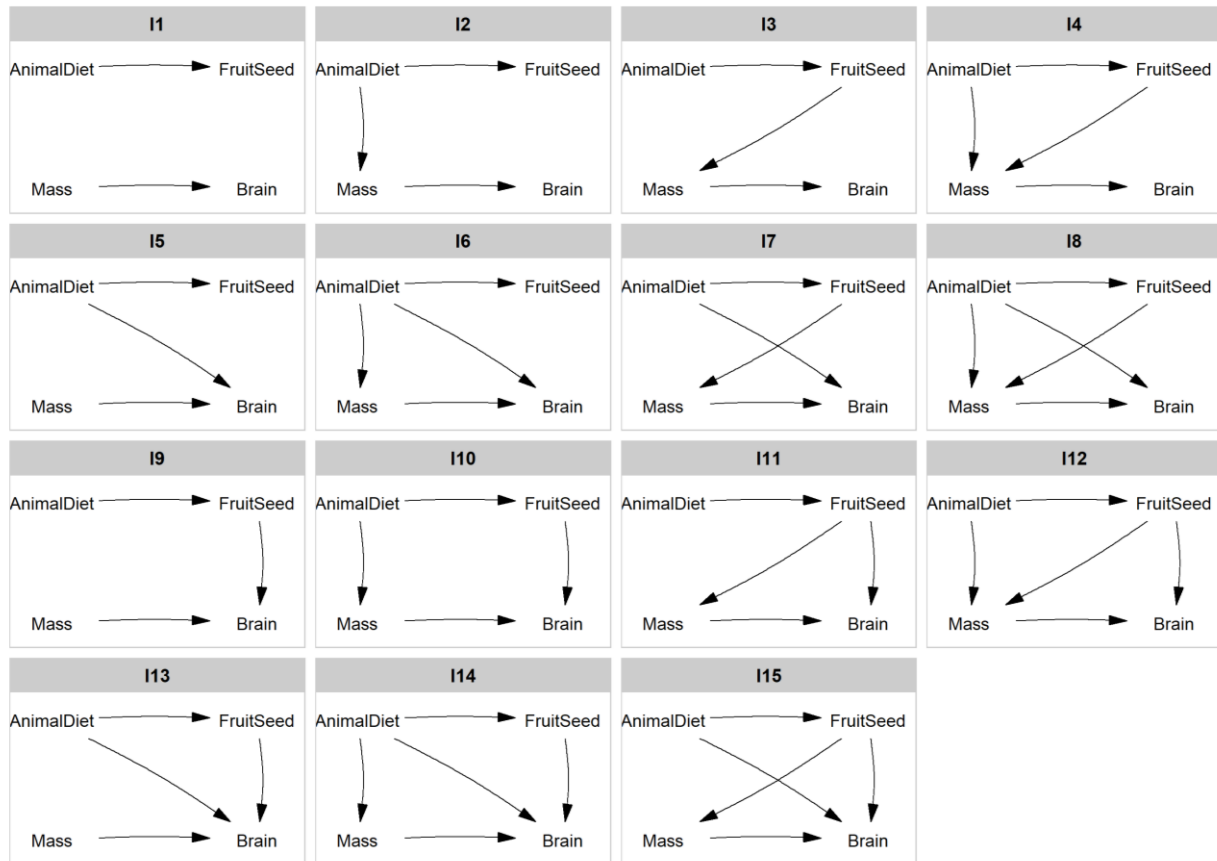 I1 I2 I3 I4
AnimalDiet FruitSeed AnimalDiet FruitSeed AnimalDiet FruitSeed AnimalDiet FruitSeed
Mass Brain Mass Brain Mass Brain Mass Brain
I5 I6 I7 I8
AnimalDiet FruitSeed AnimalDiet FruitSeed AnimalDiet FruitSeed AnimalDiet FruitSeed
Mass Brain Mass Brain Mass Brain Mass Brain
I9 I10 I11 I12
AnimalDiet FruitSeed AnimalDiet FruitSeed AnimalDiet FruitSeed AnimalDiet FruitSeed
Mass Brain Mass Brain Mass Brain Mass Brain
I13 I14 I15
AnimalDiet FruitSeed AnimalDiet FruitSeed AnimalDiet FruitSeed
Mass Brain Mass Brain Mass Brain